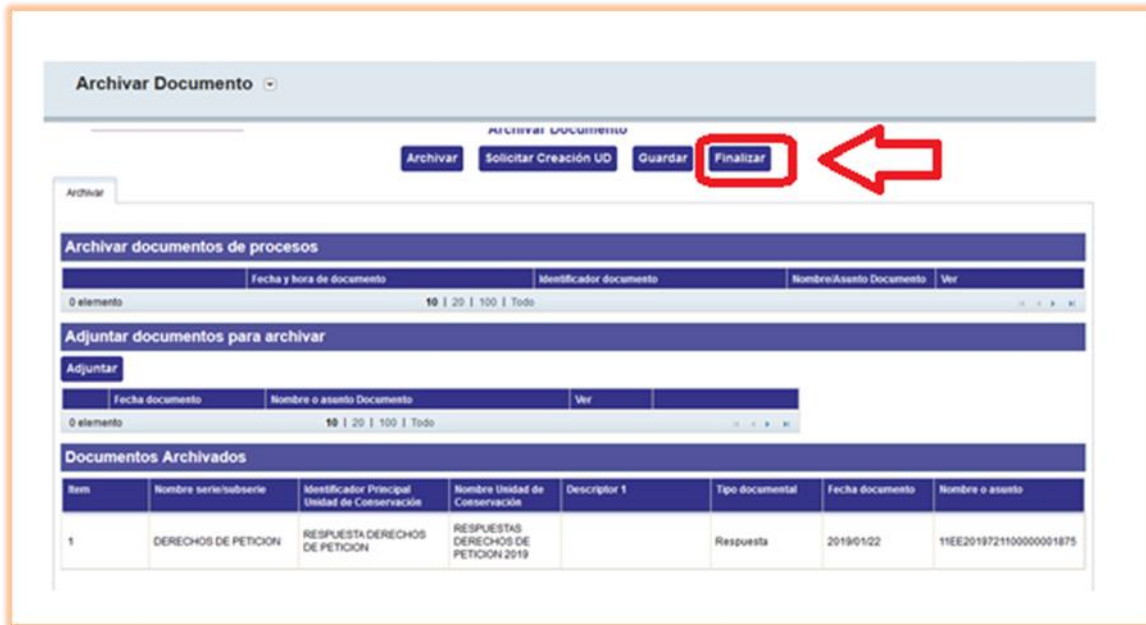 Archivar Documento
Archivar Documento
Archivar Solicitar Creación UD Guardar Finalizar
Archivar
Archivar documentos de procesos
Fecha y hora de documento Identificador documento Nombre/Asunto Documento Ver
0 elemento 10 | 20 | 100 | Todo
Adjuntar documentos para archivar
Adjuntar
Fecha documento Nombre o asunto Documento Ver
0 elemento 10 | 20 | 100 | Todo
Documentos Archivados
Item Nombre serie/subserie Identificador Principal Unidad de Conservación Nombre Unidad de Conservación Descriptor 1 Tipo documental Fecha documento Nombre o asunto
1 DERECHOS DE PETICION RESPUESTA DERECHOS DE PETICION RESPUESTAS DERECHOS DE PETICION 2019 Respuesta 2019/01/22 11EE2019721100000001875